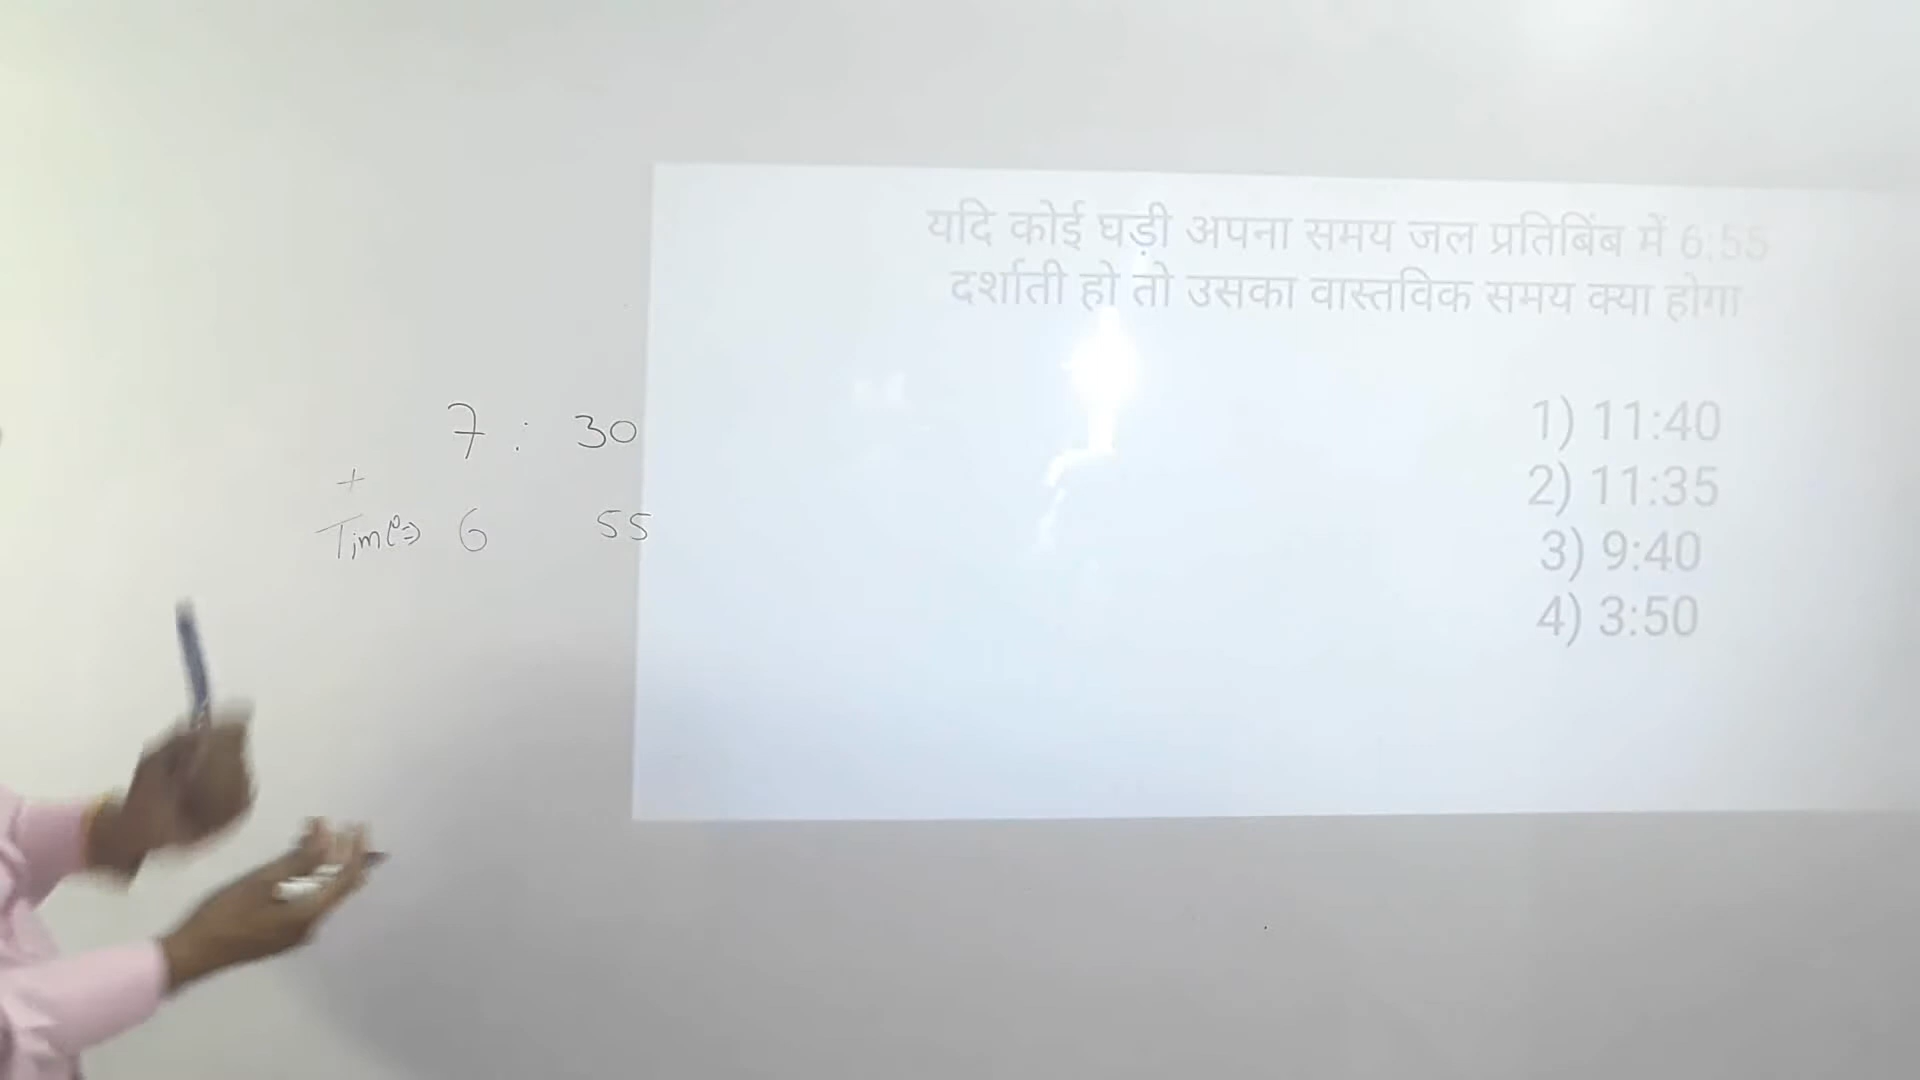 यदि कोई घड़ी अपना समय जल प्रतिबिंब में 6:55
दर्शाती हो तो उसका वास्तविक समय क्या होगा
1) 11:40
2) 11:35
3) 9:40
4) 3:50
7 : 30
+
Time⇒ 6 55